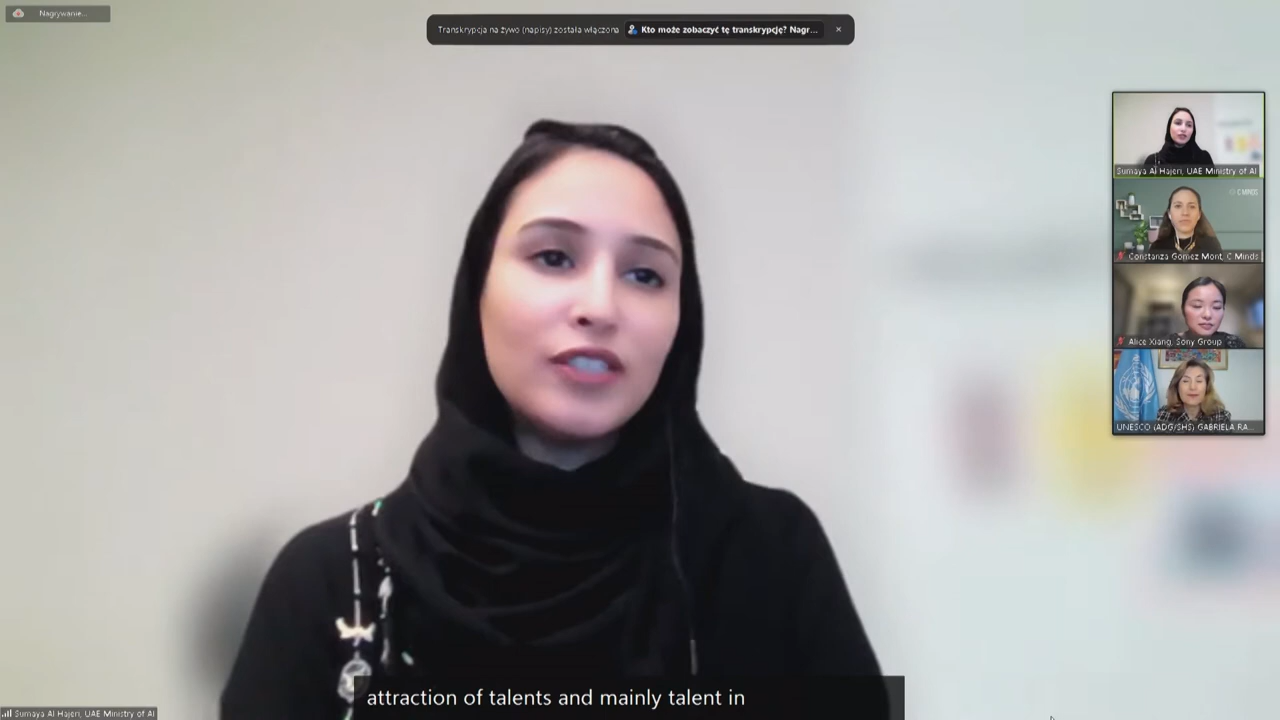 Nagrywanie...
Transkrypcja na żywo (napisy) została włączona
Kto może zobaczyć tę transkrypcję? Nagr...
Sumaya Al Hajeri, UAE Ministry of AI
C MINDS
Constanza Gomez Mont, C Minds
Alice Xiang, Sony Group
UNESCO (ADG/SHS) GABRIELA RA...
attraction of talents and mainly talent in
Sumaya Al Hajeri, UAE Ministry of AI